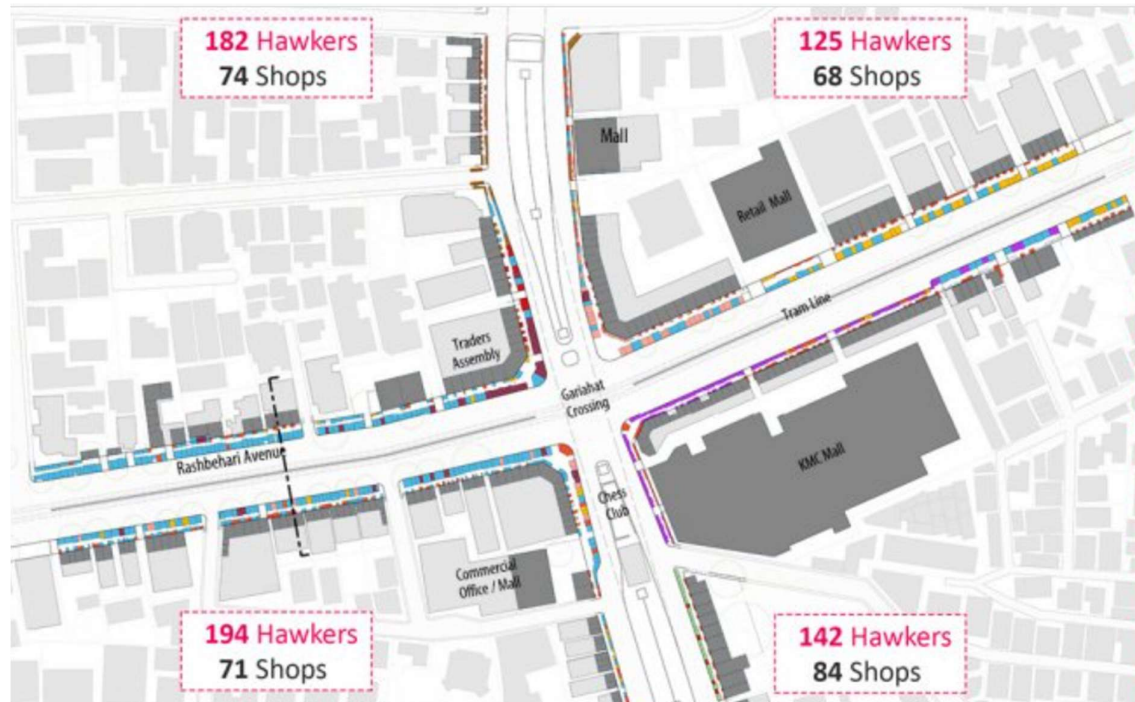 182 Hawkers
74 Shops
125 Hawkers
68 Shops
Mall
Retail Mall
Tram Line
Traders
Assembly
Gariahat
Crossing
Rashbehari Avenue
KMC Mall
Chess
Club
Commercial
Office / Mall
194 Hawkers
71 Shops
142 Hawkers
84 Shops